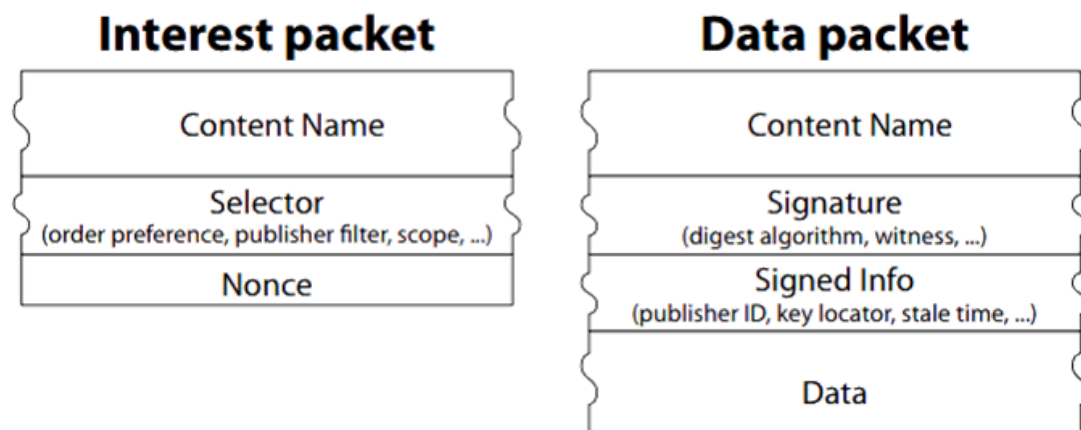 Interest packet
Content Name
Selector
(order preference, publisher filter, scope, ...)
Nonce
Data packet
Content Name
Signature
(digest algorithm, witness, ...)
Signed Info
(publisher ID, key locator, stale time, ...)
Data